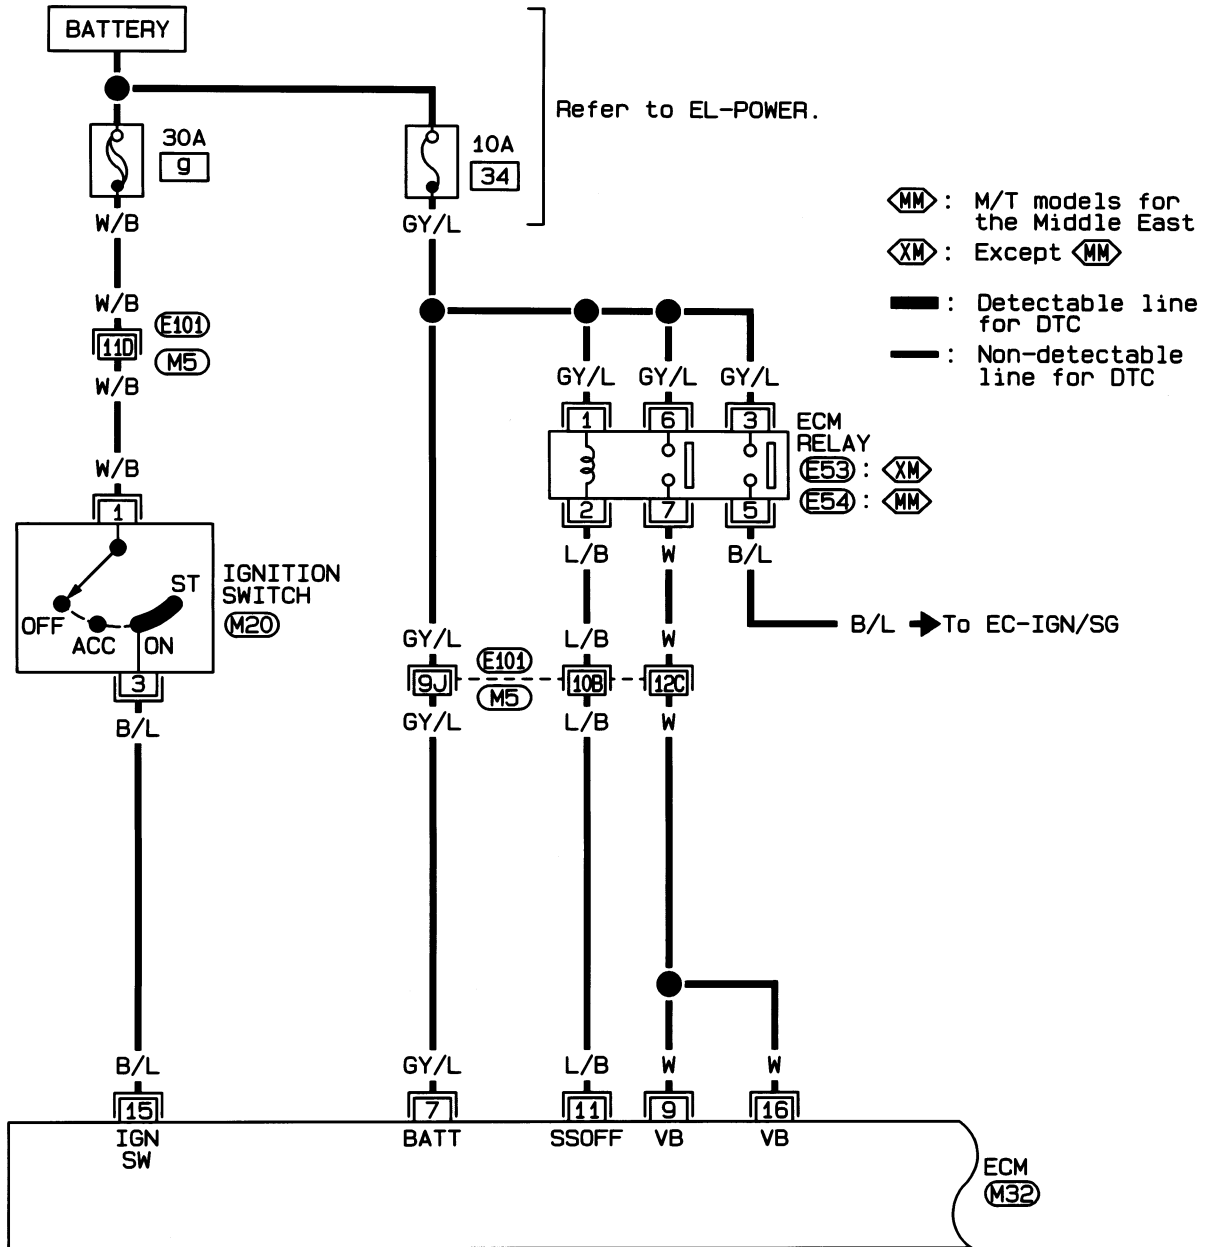 BATTERY
Refer to EL-POWER.
30A
g
10A
34
W/B
GY/L
MM : M/T models for
the Middle East
XM : Except MM
: Detectable line
for DTC
: Non-detectable
line for DTC
W/B
E101
11D
M5
W/B
GY/L GY/L GY/L
1 6 3
ECM
RELAY
E53 : XM
E54 : MM
2 7 5
W/B
1
L/B W B/L
IGNITION
SWITCH
M20
OFF
ACC
ON
ST
3
B/L
B/L To EC-IGN/SG
GY/L L/B W
E101
9J 10B 12C
M5
GY/L L/B W
B/L GY/L L/B W W
15 7 11 9 16
IGN
SW
BATT SSOFF VB VB
ECM
M32